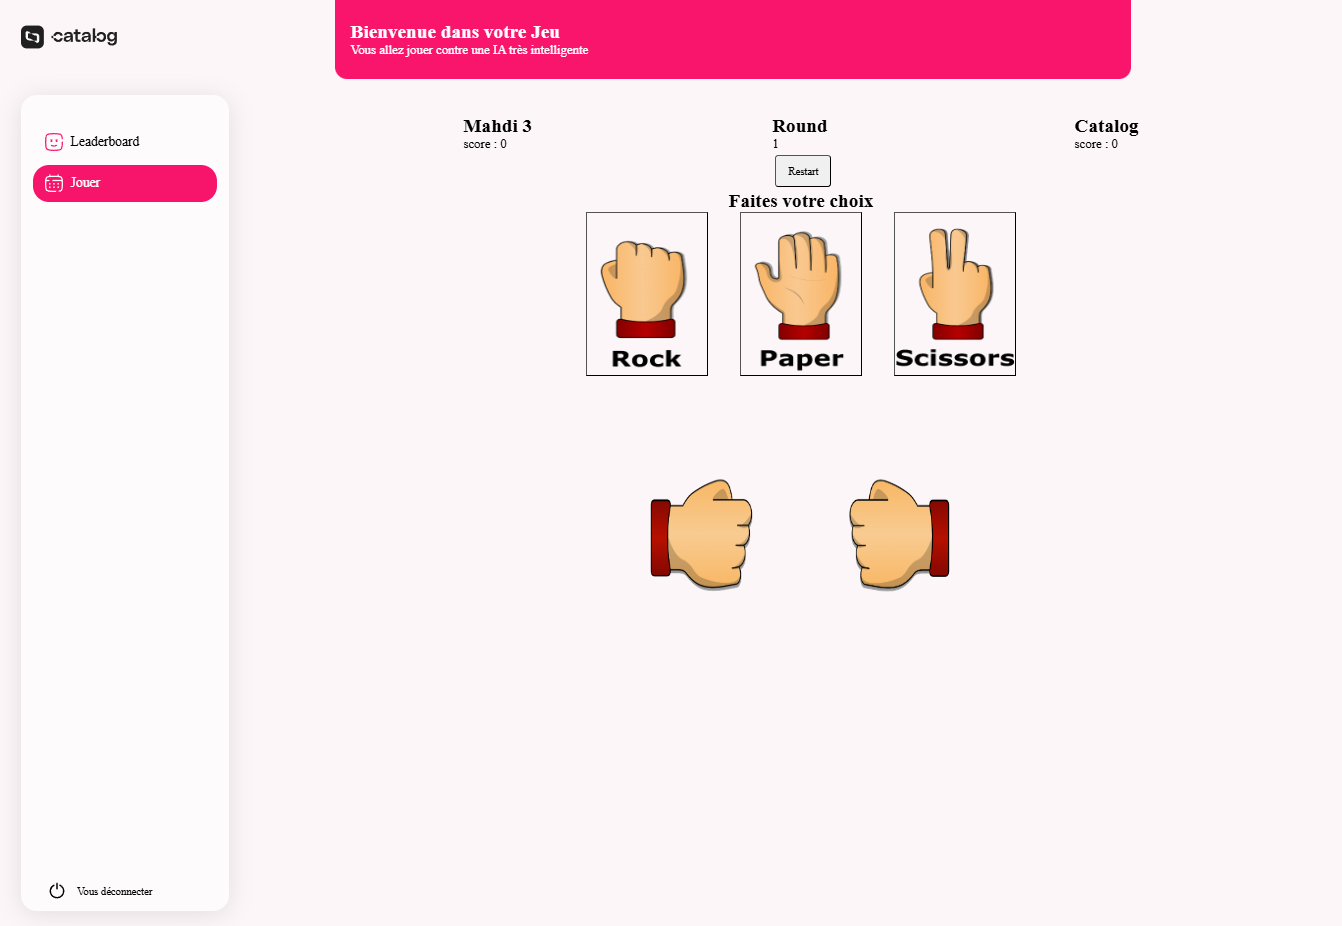 catalog
Bienvenue dans votre Jeu
Vous allez jouer contre une IA très intelligente
Leaderboard
Jouer
Mahdi 3
score : 0
Round
1
Restart
Catalog
score : 0
Faites votre choix
Rock
Paper
Scissors
Vous déconnecter